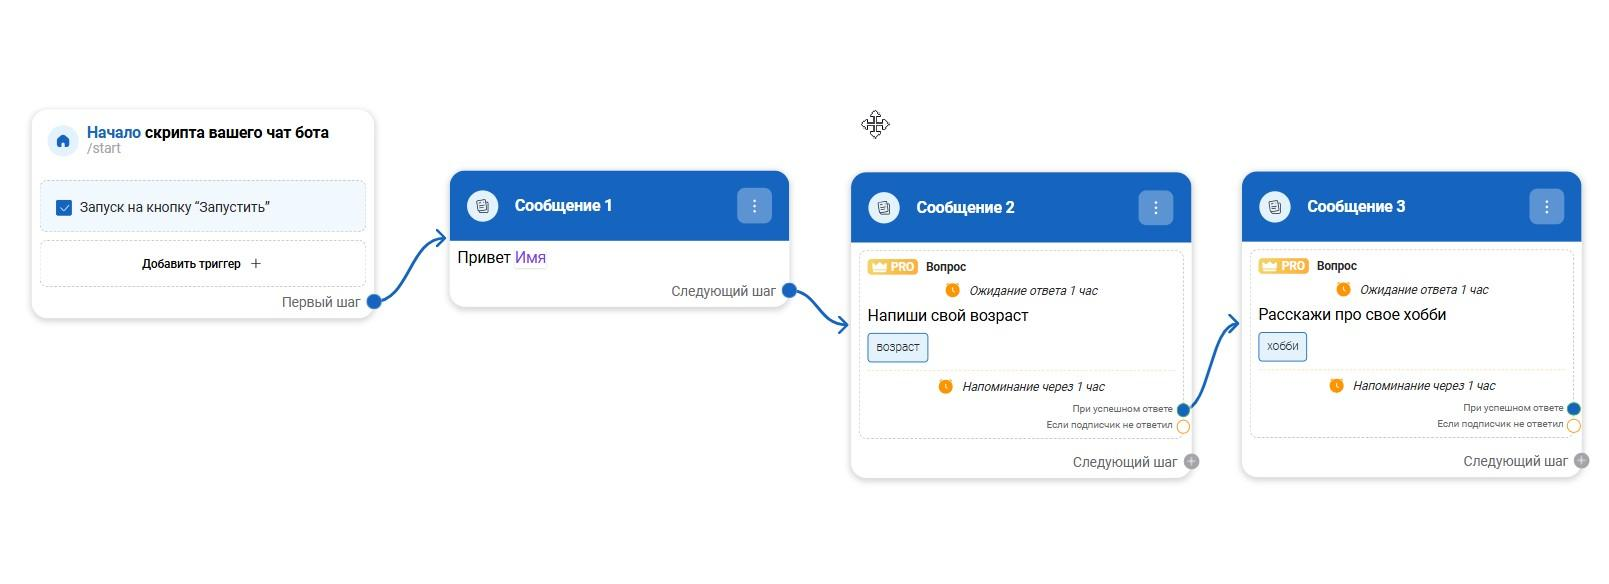 Начало скрипта вашего чат бота
/start
Запуск на кнопку “Запустить”
Добавить триггер +
Первый шаг
Сообщение 1
Привет Имя
Следующий шаг
Сообщение 2
PRO Вопрос
Ожидание ответа 1 час
Напиши свой возраст
возраст
Напоминание через 1 час
При успешном ответе
Если подписчик не ответил
Следующий шаг
Сообщение 3
PRO Вопрос
Ожидание ответа 1 час
Расскажи про свое хобби
хобби
Напоминание через 1 час
При успешном ответе
Если подписчик не ответил
Следующий шаг